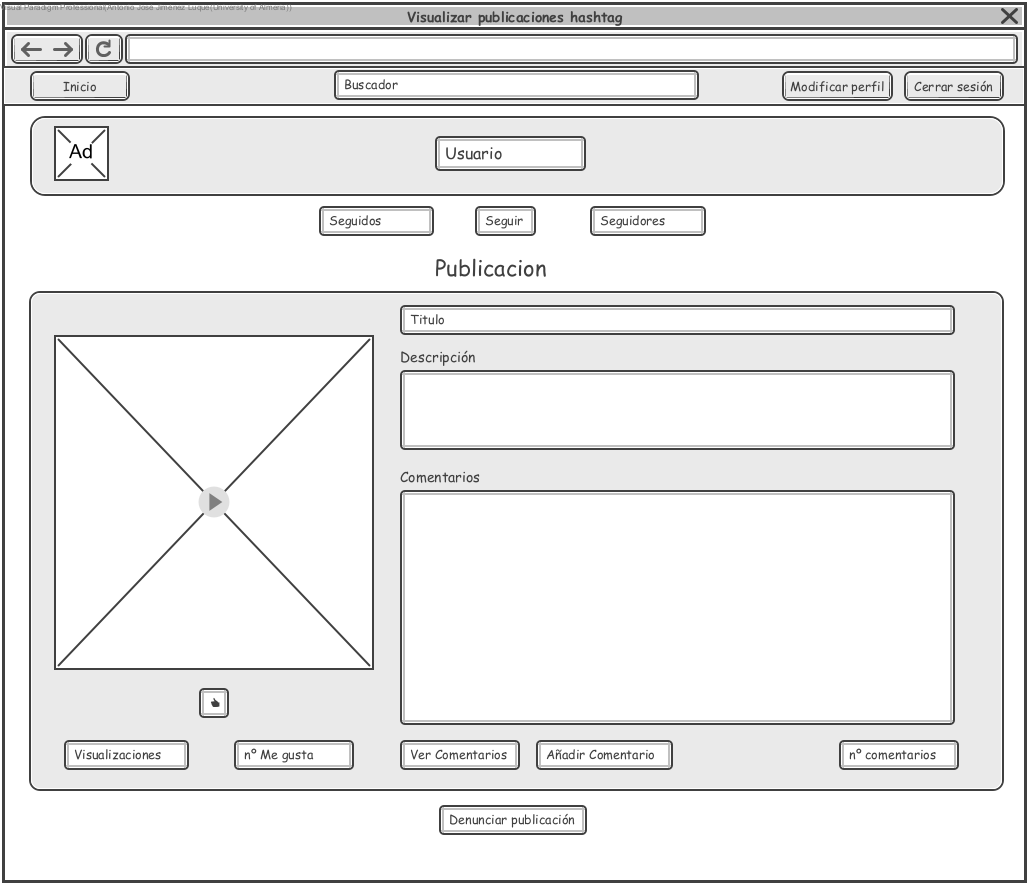 Visual Paradigm Professional(Antonio José Jiménez Luque(University of Almeria))
Visualizar publicaciones hashtag
Inicio
Buscador
Modificar perfil
Cerrar sesión
Ad
Usuario
Seguidos
Seguir
Seguidores
Publicacion
Titulo
Descripción
Comentarios
Visualizaciones
nº Me gusta
Ver Comentarios
Añadir Comentario
nº comentarios
Denunciar publicación